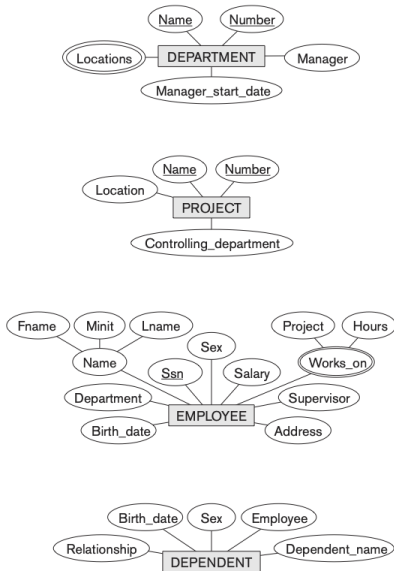 Name Number
Locations DEPARTMENT Manager
Manager_start_date
Name Number
Location
PROJECT
Controlling_department
Fname Minit Lname Project Hours
Sex
Name Works_on
Ssn Salary
Department Supervisor
EMPLOYEE
Birth_date Address
Birth_date Sex Employee
Relationship Dependent_name
DEPENDENT